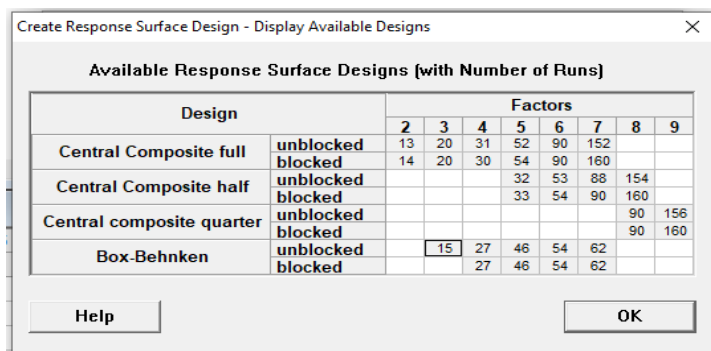 Create Response Surface Design - Display Available Designs
Available Response Surface Designs (with Number of Runs)
Design Factors
2 3 4 5 6 7 8 9
Central Composite full unblocked 13 20 31 52 90 152
blocked 14 20 30 54 90 160
Central Composite half unblocked 32 53 88 154
blocked 33 54 90 160
Central composite quarter unblocked 90 156
blocked 90 160
Box-Behnken unblocked 15 27 46 54 62
blocked 27 46 54 62
Help OK